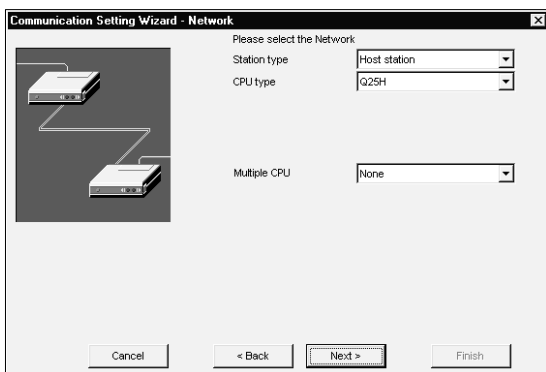 Communication Setting Wizard - Network
Please select the Network
Station type Host station
CPU type Q25H
Multiple CPU None
Cancel < Back Next > Finish